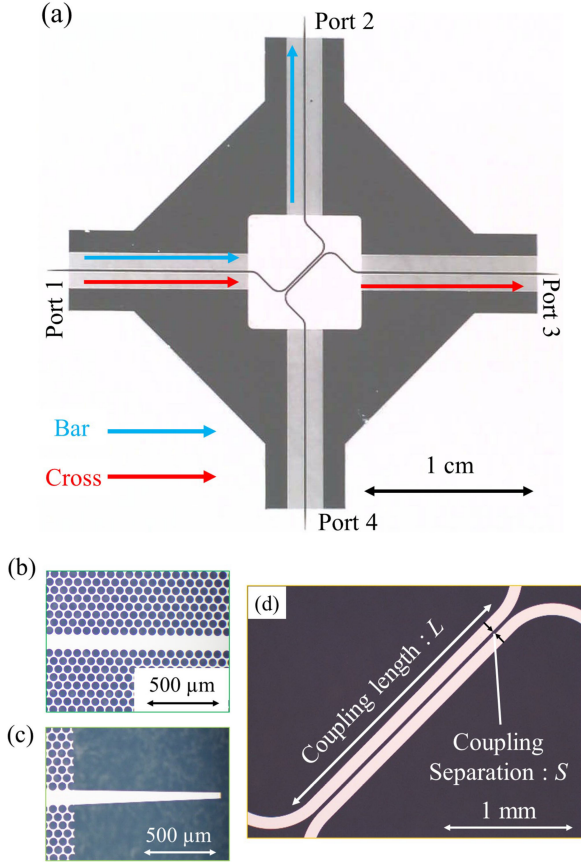 (a)
Port 2
Port 1
Port 3
Bar
Cross
1 cm
Port 4
(b)
500 μm
(c)
500 μm
(d)
Coupling length : L
Coupling
Separation : S
1 mm